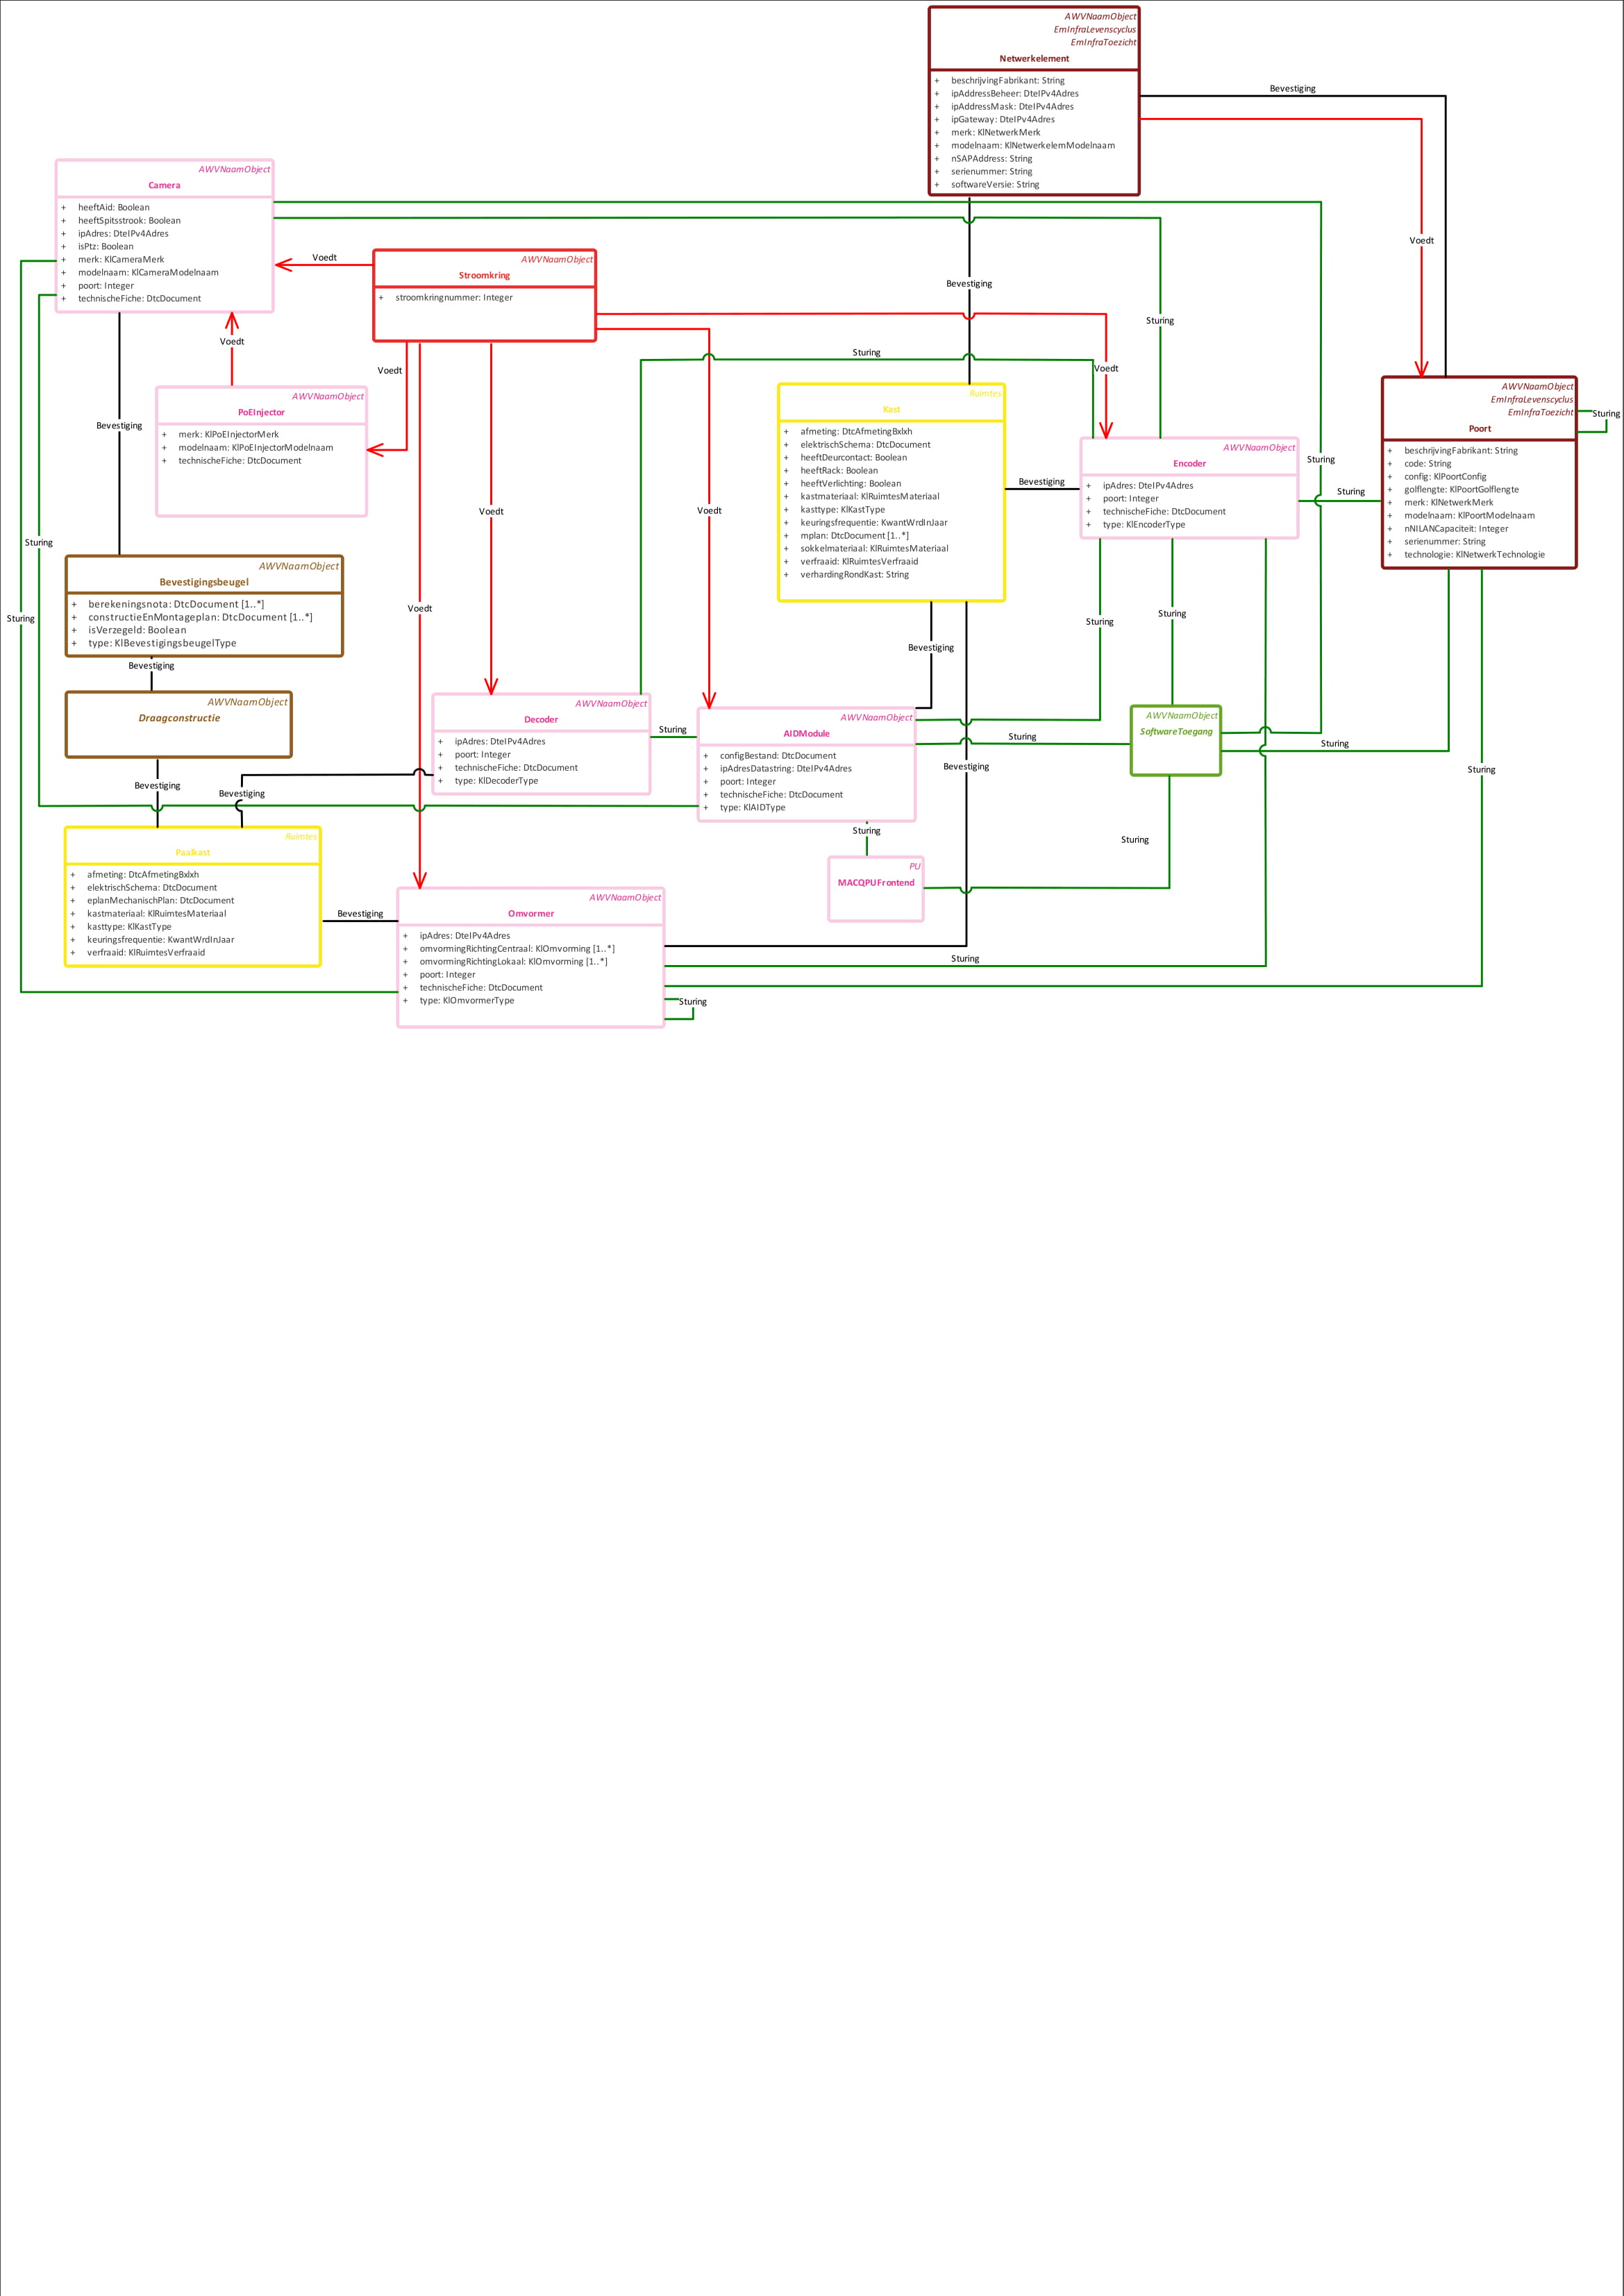 AWVNaamObject
EmInfraLevenscyclus
EmInfraToezicht
Netwerkelement
+ beschrijvingFabrikant: String
+ ipAddressBeheer: DteIPv4Adres
+ ipAddressMask: DteIPv4Adres
+ ipGateway: DteIPv4Adres
+ merk: KlNetwerkMerk
+ modelnaam: KlNetwerkelemModelnaam
+ nSAPAddress: String
+ serienummer: String
+ softwareVersie: String
Bevestiging
Voedt
AWVNaamObject
Camera
+ heeftAid: Boolean
+ heeftSpitsstrook: Boolean
+ ipAdres: DteIPv4Adres
+ isPtz: Boolean
+ merk: KlCameraMerk
+ modelnaam: KlCameraModelnaam
+ poort: Integer
+ technischeFiche: DtcDocument
Voedt
AWVNaamObject
Stroomkring
+ stroomkringnummer: Integer
Bevestiging
Sturing
Voedt
Sturing
Voedt
Voedt
AWVNaamObject
PoEInjector
+ merk: KlPoEInjectorMerk
+ modelnaam: KlPoEInjectorModelnaam
+ technischeFiche: DtcDocument
Bevestiging
Ruimtes
Kast
+ afmeting: DtcAfmetingBxlxh
+ elektrischSchema: DtcDocument
+ heeftDeurcontact: Boolean
+ heeftRack: Boolean
+ heeftVerlichting: Boolean
+ kastmateriaal: KlRuimtesMateriaal
+ kasttype: KlKastType
+ keuringsfrequentie: KwantWrdInJaar
+ mplan: DtcDocument [1..*]
+ sokkelmateriaal: KlRuimtesMateriaal
+ verfraaid: KlRuimtesVerfraaid
+ verhardingRondKast: String
Bevestiging
AWVNaamObject
Encoder
+ ipAdres: DteIPv4Adres
+ poort: Integer
+ technischeFiche: DtcDocument
+ type: KlEncoderType
Sturing
Sturing
AWVNaamObject
EmInfraLevenscyclus
EmInfraToezicht
Poort
+ beschrijvingFabrikant: String
+ code: String
+ config: KlPoortConfig
+ golflengte: KlPoortGolflengte
+ merk: KlNetwerkMerk
+ modelnaam: KlPoortModelnaam
+ nNILANCapaciteit: Integer
+ serienummer: String
+ technologie: KlNetwerkTechnologie
Sturing
Voedt
Voedt
Sturing
Sturing
Voedt
AWVNaamObject
Bevestigingsbeugel
+ berekeningsnota: DtcDocument [1..*]
+ constructieEnMontageplan: DtcDocument [1..*]
+ isVerzegeld: Boolean
+ type: KlBevestigingsbeugelType
Bevestiging
Sturing
Sturing
Bevestiging
AWVNaamObject
Draagconstructie
Bevestiging
Bevestiging
AWVNaamObject
Decoder
+ ipAdres: DteIPv4Adres
+ poort: Integer
+ technischeFiche: DtcDocument
+ type: KlDecoderType
Sturing
AWVNaamObject
AIDModule
+ configBestand: DtcDocument
+ ipAdresDatastring: DteIPv4Adres
+ poort: Integer
+ technischeFiche: DtcDocument
+ type: KlAIDType
Sturing
Bevestiging
AWVNaamObject
SoftwareToegang
Sturing
Sturing
Sturing
Sturing
PU
MACQPUFrontend
Ruimtes
Paalkast
+ afmeting: DtcAfmetingBxlxh
+ elektrischSchema: DtcDocument
+ eplanMechanischPlan: DtcDocument
+ kastmateriaal: KlRuimtesMateriaal
+ kasttype: KlKastType
+ keuringsfrequentie: KwantWrdInJaar
+ verfraaid: KlRuimtesVerfraaid
Bevestiging
AWVNaamObject
Omvormer
+ ipAdres: DteIPv4Adres
+ omvormingRichtingCentraal: KlOmvorming [1..*]
+ omvormingRichtingLokaal: KlOmvorming [1..*]
+ poort: Integer
+ technischeFiche: DtcDocument
+ type: KlOmvormerType
Sturing
Sturing